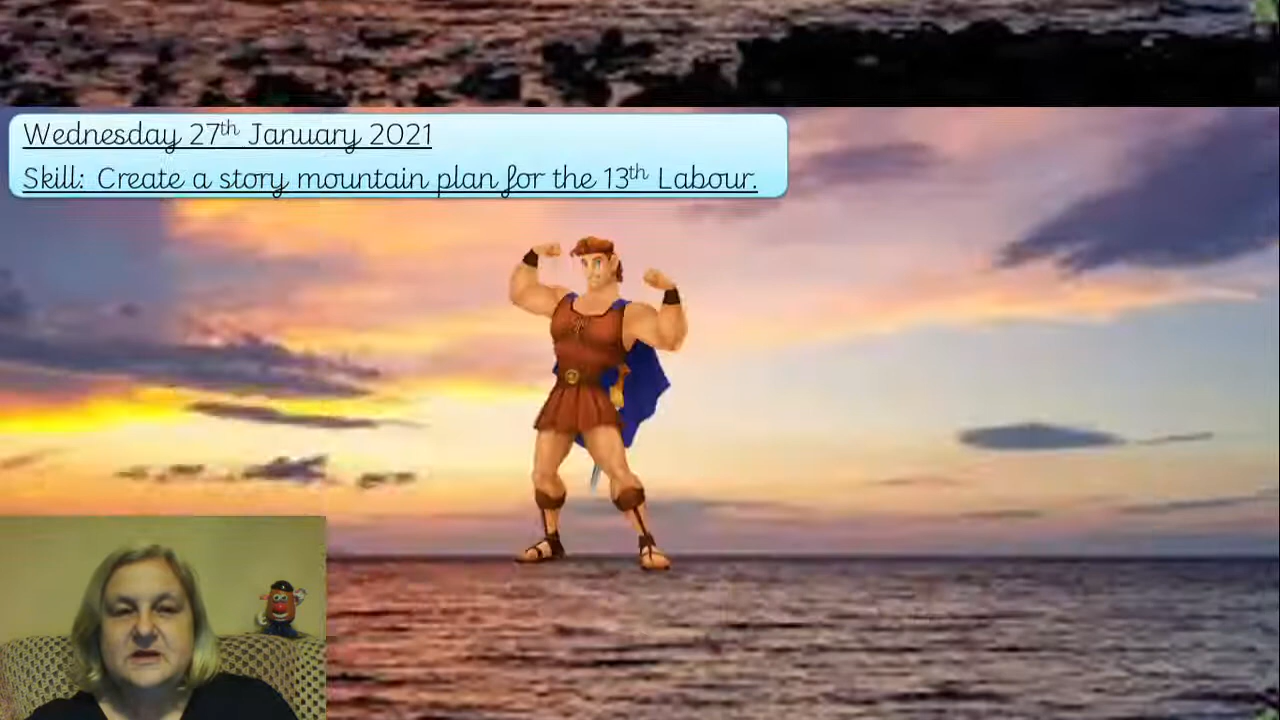 Wednesday 27th January 2021
Skill: Create a story mountain plan for the 13th Labour.